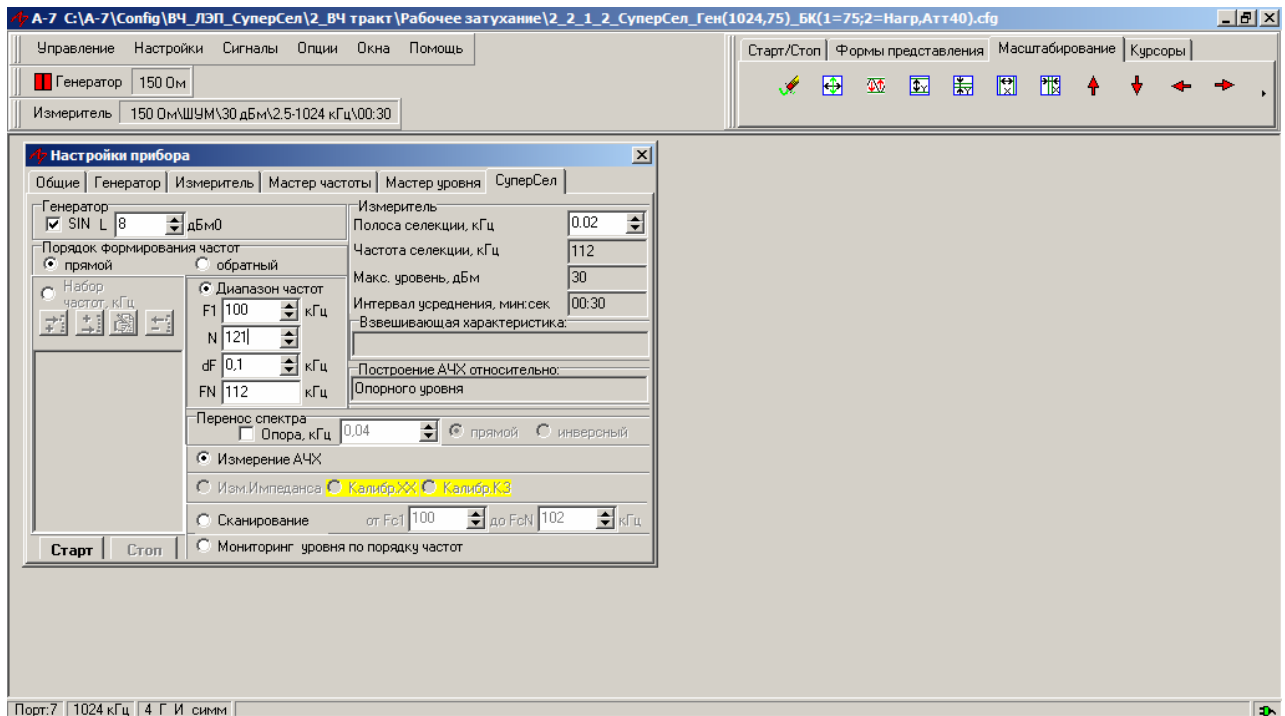 А-7 C:\A-7\Config\ВЧ_ЛЭП_СуперСел\2_ВЧ тракт\Рабочее затухание\2_2_1_2_СуперСел_Ген(1024,75)_БК(1=75;2=Нагр,Атт40).cfg
Управление Настройки Сигналы Опции Окна Помощь
Старт/Стоп Формы представления Масштабирование Курсоры
Генератор 150 Ом
Измеритель 150 Ом\ШУМ\30 дБм\2.5-1024 кГц\00:30
Настройки прибора
Общие Генератор Измеритель Мастер частоты Мастер уровня СуперСел
Генератор
SIN L 8 дБм0
Порядок формирования частот
прямой обратный
Набор частот, кГц
Диапазон частот
F1 100 кГц
N 121
dF 0,1 кГц
FN 112 кГц
Измеритель
Полоса селекции, кГц 0.02
Частота селекции, кГц 112
Макс. уровень, дБм 30
Интервал усреднения, мин:сек 00:30
Взвешивающая характеристика:
Построение АЧХ относительно:
Опорного уровня
Перенос спектра
Опора, кГц 0,04 прямой инверсный
Измерение АЧХ
Изм.Импеданса Калибр.ХХ Калибр.КЗ
Сканирование от Fc1 100 до FcN 102 кГц
Мониторинг уровня по порядку частот
Старт Стоп
Порт:7 1024 кГц 4 Г И симм